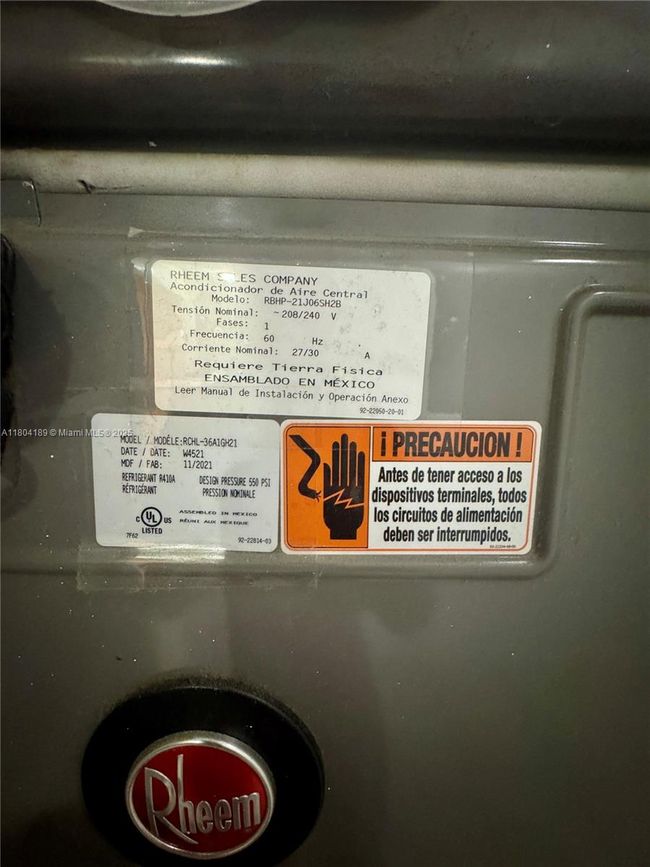 RHEEM SALES COMPANY
Acondicionador de Aire Central
Modelo: RBHP-21J06SH2B
Tensión Nominal: ~208/240 V
Fases: 1
Frecuencia: 60 Hz
Corriente Nominal: 27/30 A
Requiere Tierra Física
ENSAMBLADO EN MÉXICO
Leer Manual de Instalación y Operación Anexo
92-22950-20-01
A11804189 © Miami MLS © 2025
MODEL / MODÈLE: RCHL-36A1GH21
DATE / DATE: W4521
MDF / FAB: 11/2021
REFRIGERANT R410A DESIGN PRESSURE 550 PSI
RÉFRIGÉRANT PRESSION NOMINALE
C UL US
LISTED
ASSEMBLED IN MEXICO
RÉUNI AUX MEXIQUE
7F62 92-22814-03
¡ PRECAUCION !
Antes de tener acceso a los
dispositivos terminales, todos
los circuitos de alimentación
deben ser interrumpidos.
Rheem